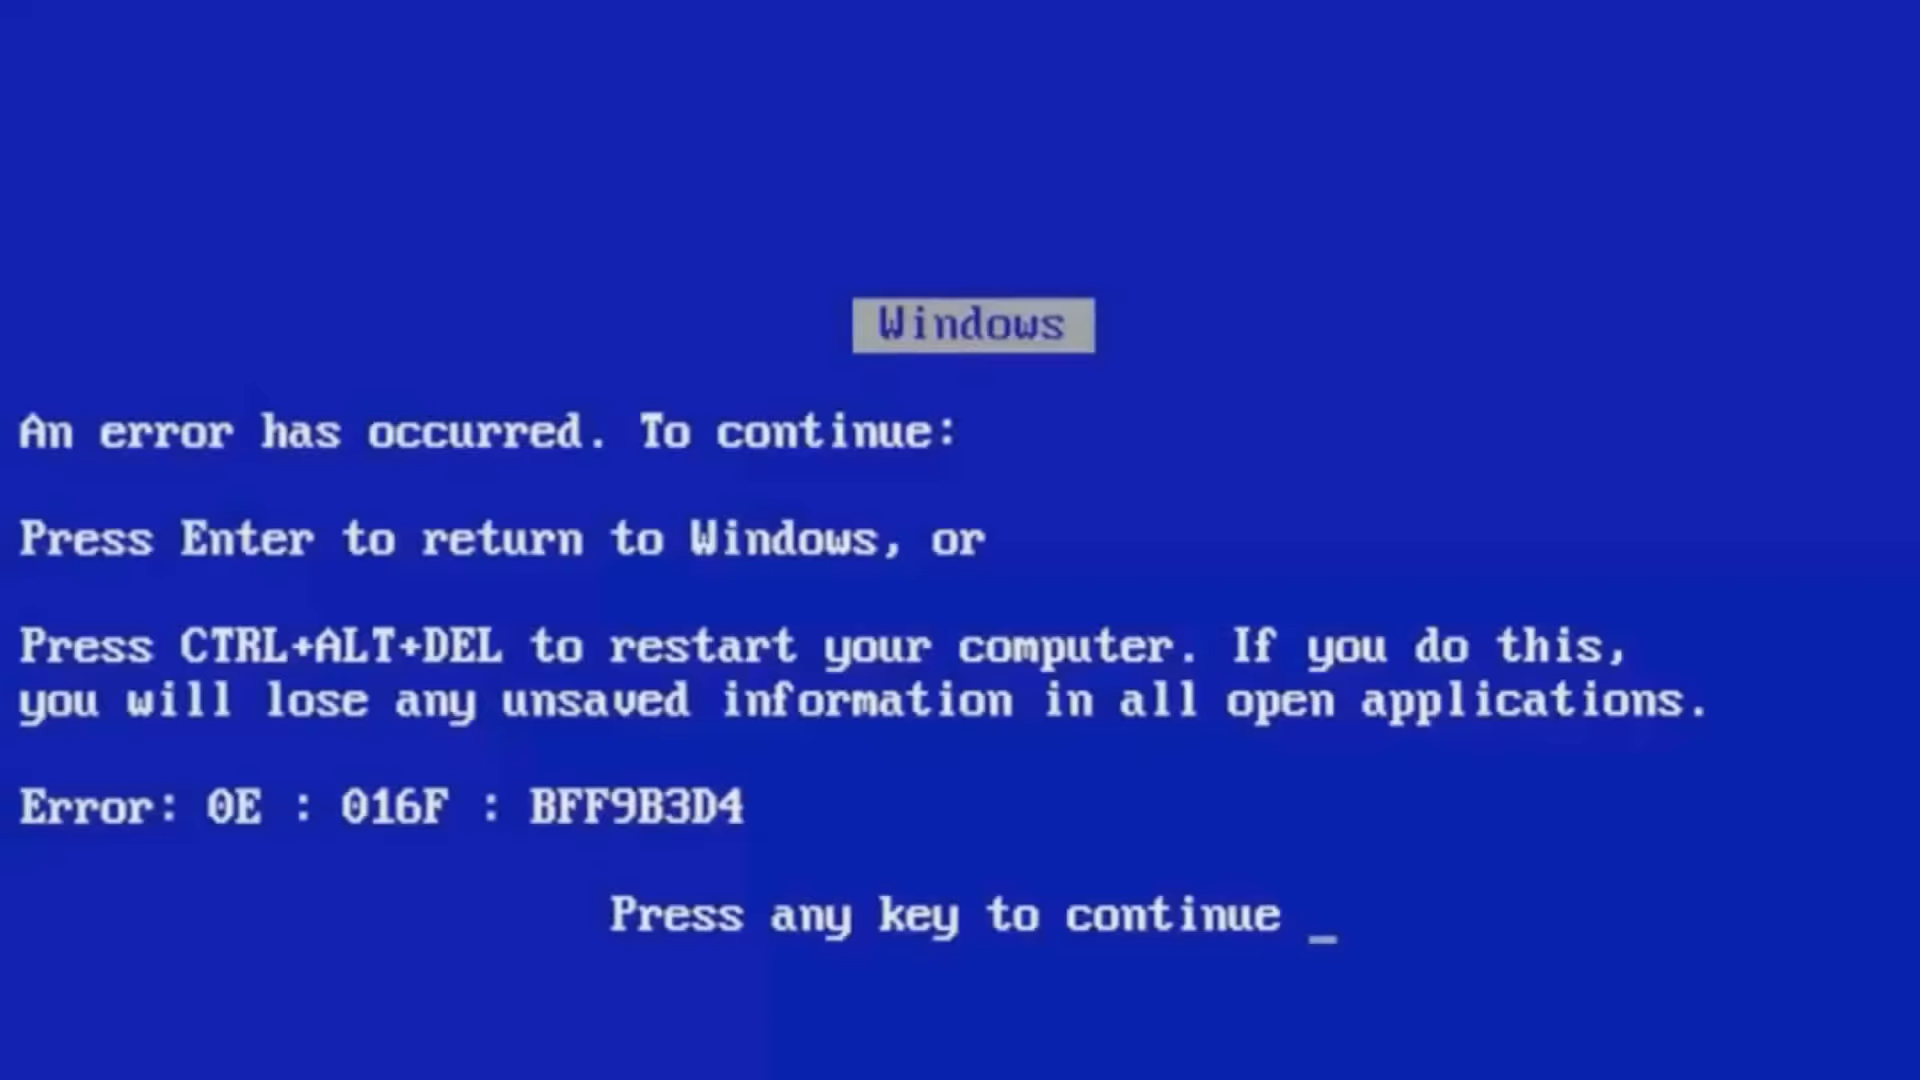 Windows
An error has occurred. To continue:
Press Enter to return to Windows, or
Press CTRL+ALT+DEL to restart your computer. If you do this,
you will lose any unsaved information in all open applications.
Error: 0E : 016F : BFF9B3D4
Press any key to continue _